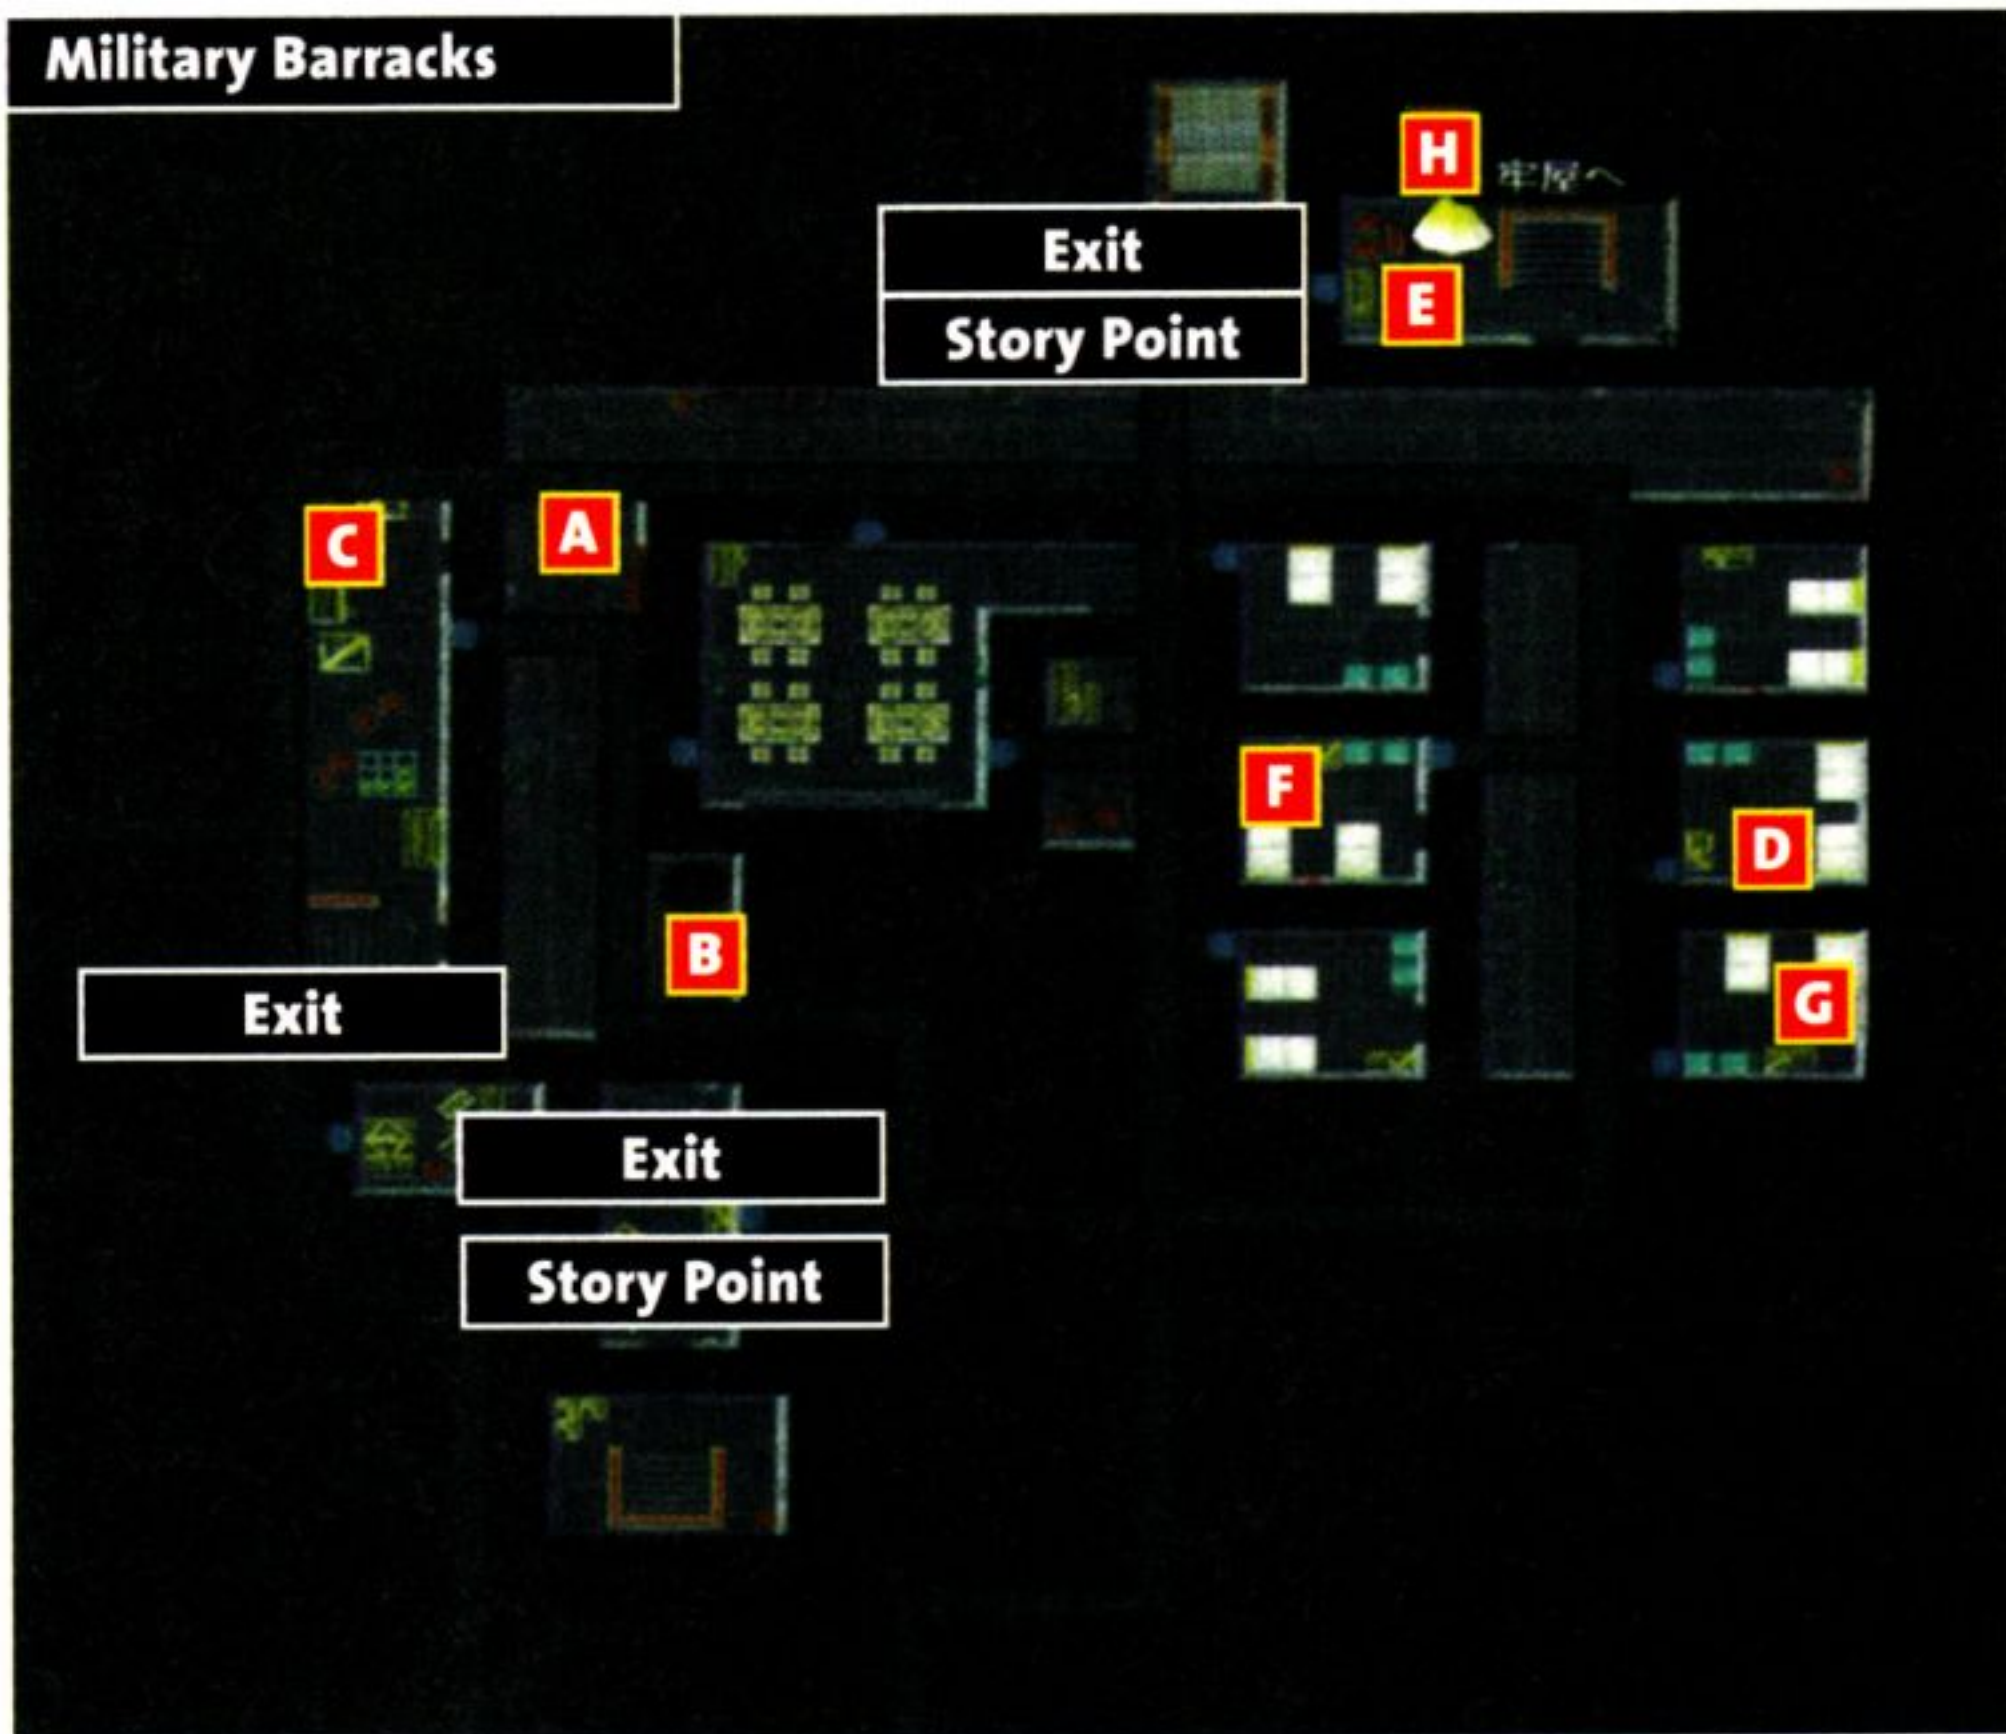 Military Barracks
H
牢屋へ
Exit
E
Story Point
C
A
F
D
B
G
Exit
Exit
Story Point